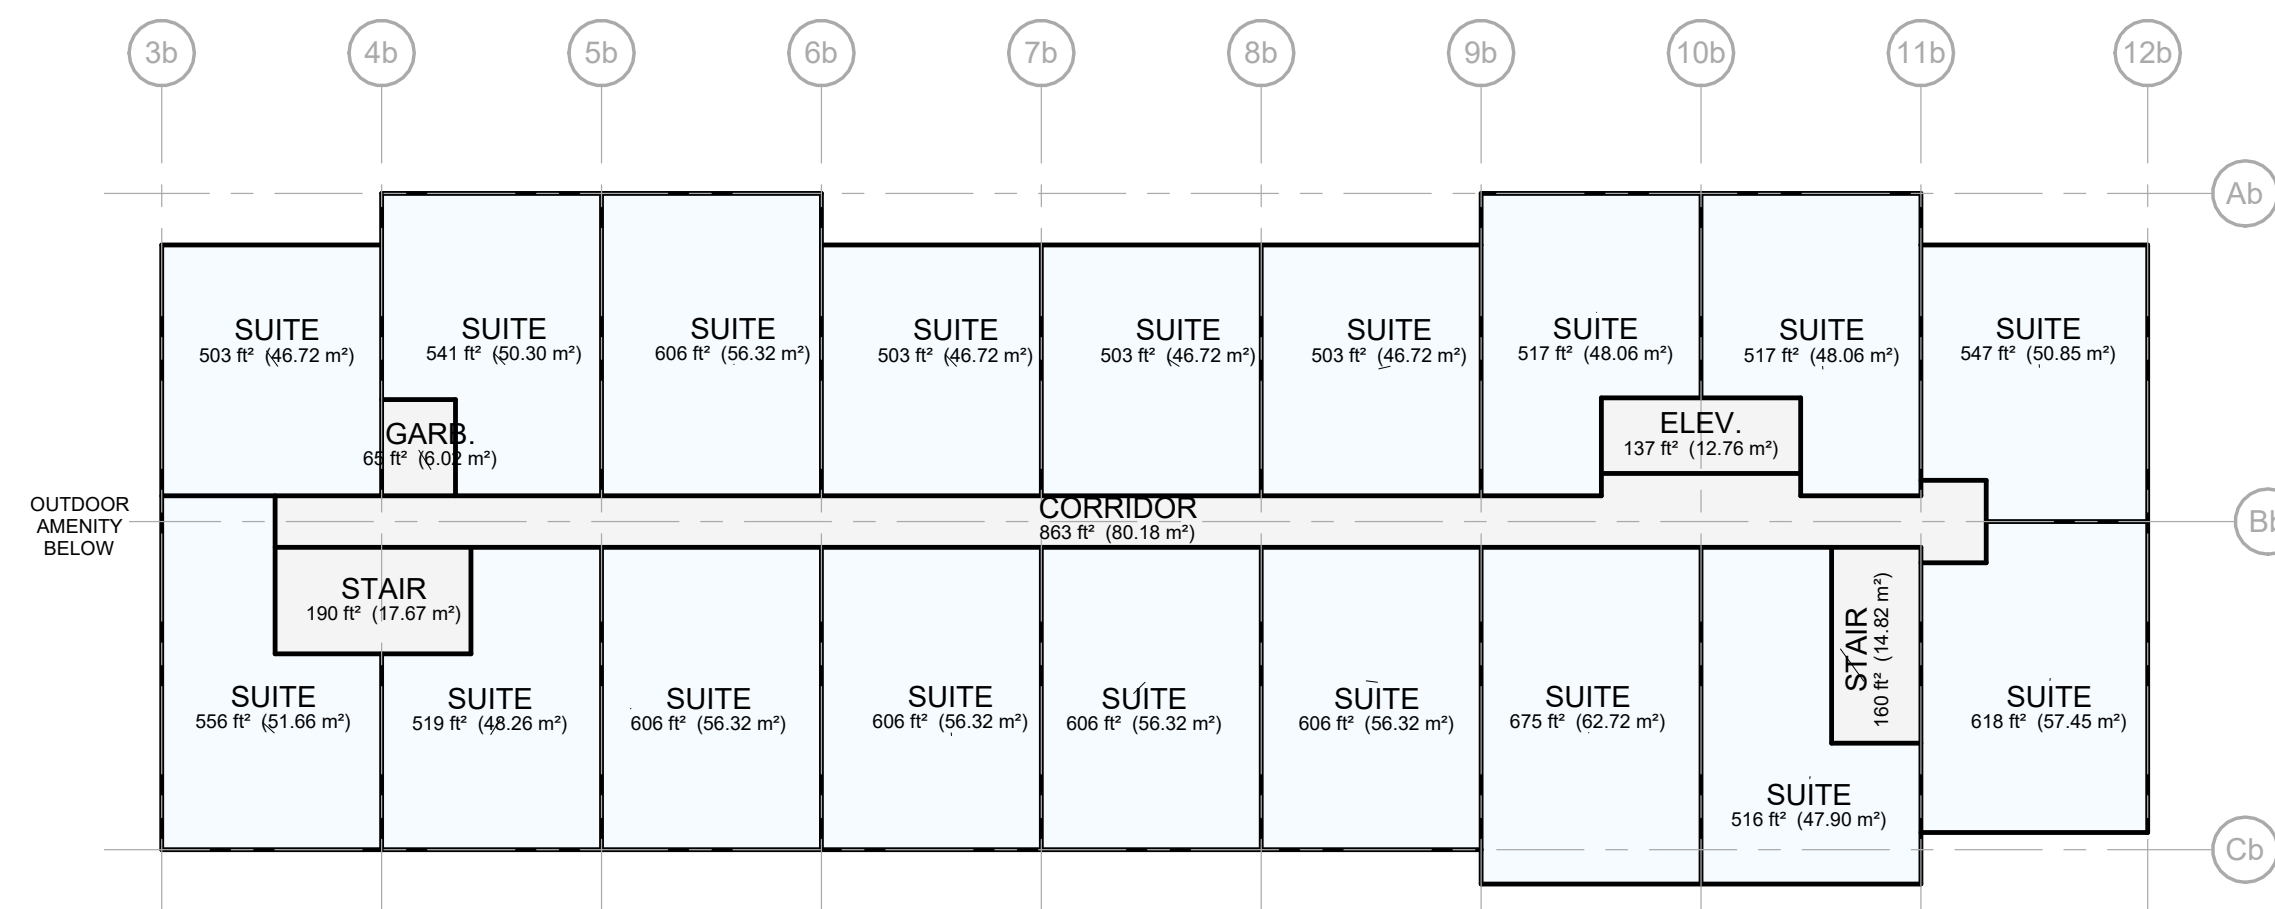 3b
4b
5b
6b
7b
8b
9b
10b
11b
12b
Ab
SUITE
503 ft² (46.72 m²)
SUITE
541 ft² (50.30 m²)
SUITE
606 ft² (56.32 m²)
SUITE
503 ft² (46.72 m²)
SUITE
503 ft² (46.72 m²)
SUITE
503 ft² (46.72 m²)
SUITE
517 ft² (48.06 m²)
SUITE
517 ft² (48.06 m²)
SUITE
547 ft² (50.85 m²)
GARB.
65 ft² (6.02 m²)
ELEV.
137 ft² (12.76 m²)
OUTDOOR
AMENITY
BELOW
CORRIDOR
863 ft² (80.18 m²)
Bb
STAIR
190 ft² (17.67 m²)
STAIR
160 ft² (14.82 m²)
SUITE
556 ft² (51.66 m²)
SUITE
519 ft² (48.26 m²)
SUITE
606 ft² (56.32 m²)
SUITE
606 ft² (56.32 m²)
SUITE
606 ft² (56.32 m²)
SUITE
606 ft² (56.32 m²)
SUITE
675 ft² (62.72 m²)
SUITE
516 ft² (47.90 m²)
SUITE
618 ft² (57.45 m²)
Cb